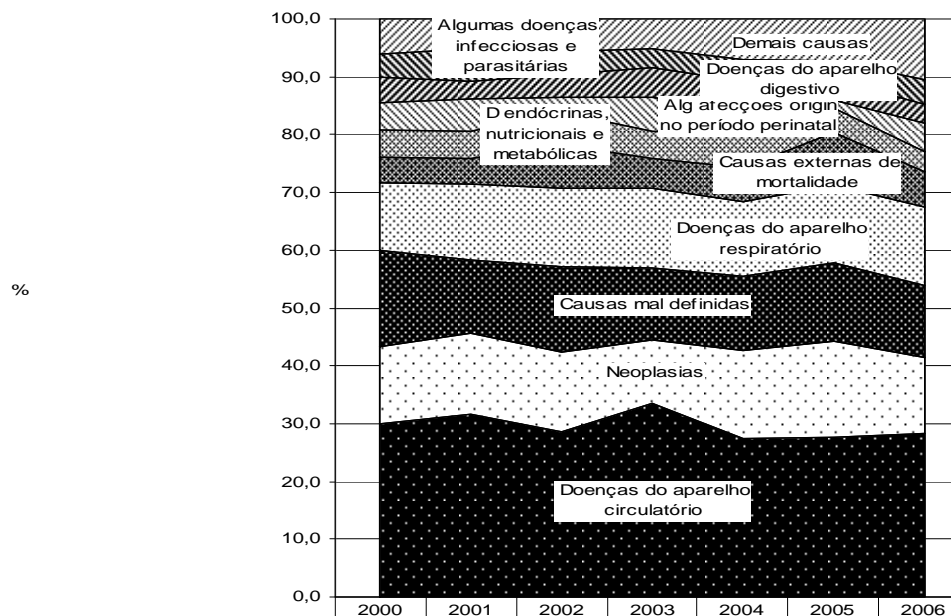 100,0
90,0
80,0
70,0
60,0
50,0
40,0
30,0
20,0
10,0
0,0
%
Algumas doenças
infecciosas e
parasitárias
Demais causas
Doenças do aparelho
digestivo
D endócrinas,
nutricionais e
metabólicas
Alg afecções origin
no período perinatal
Causas externas de
mortalidade
Doenças do aparelho
respiratório
Causas mal definidas
Neoplasias
Doenças do aparelho
circulatório
2000 2001 2002 2003 2004 2005 2006